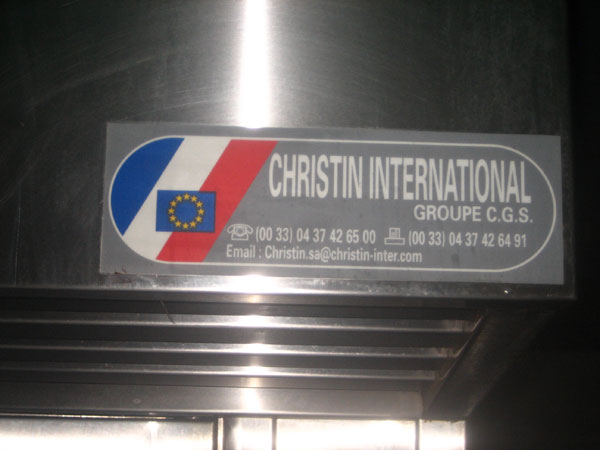 CHRISTIN INTERNATIONAL
GROUPE C.G.S.
(00 33) 04 37 42 65 00 (00 33) 04 37 42 64 91
Email : Christin.sa@christin-inter.com